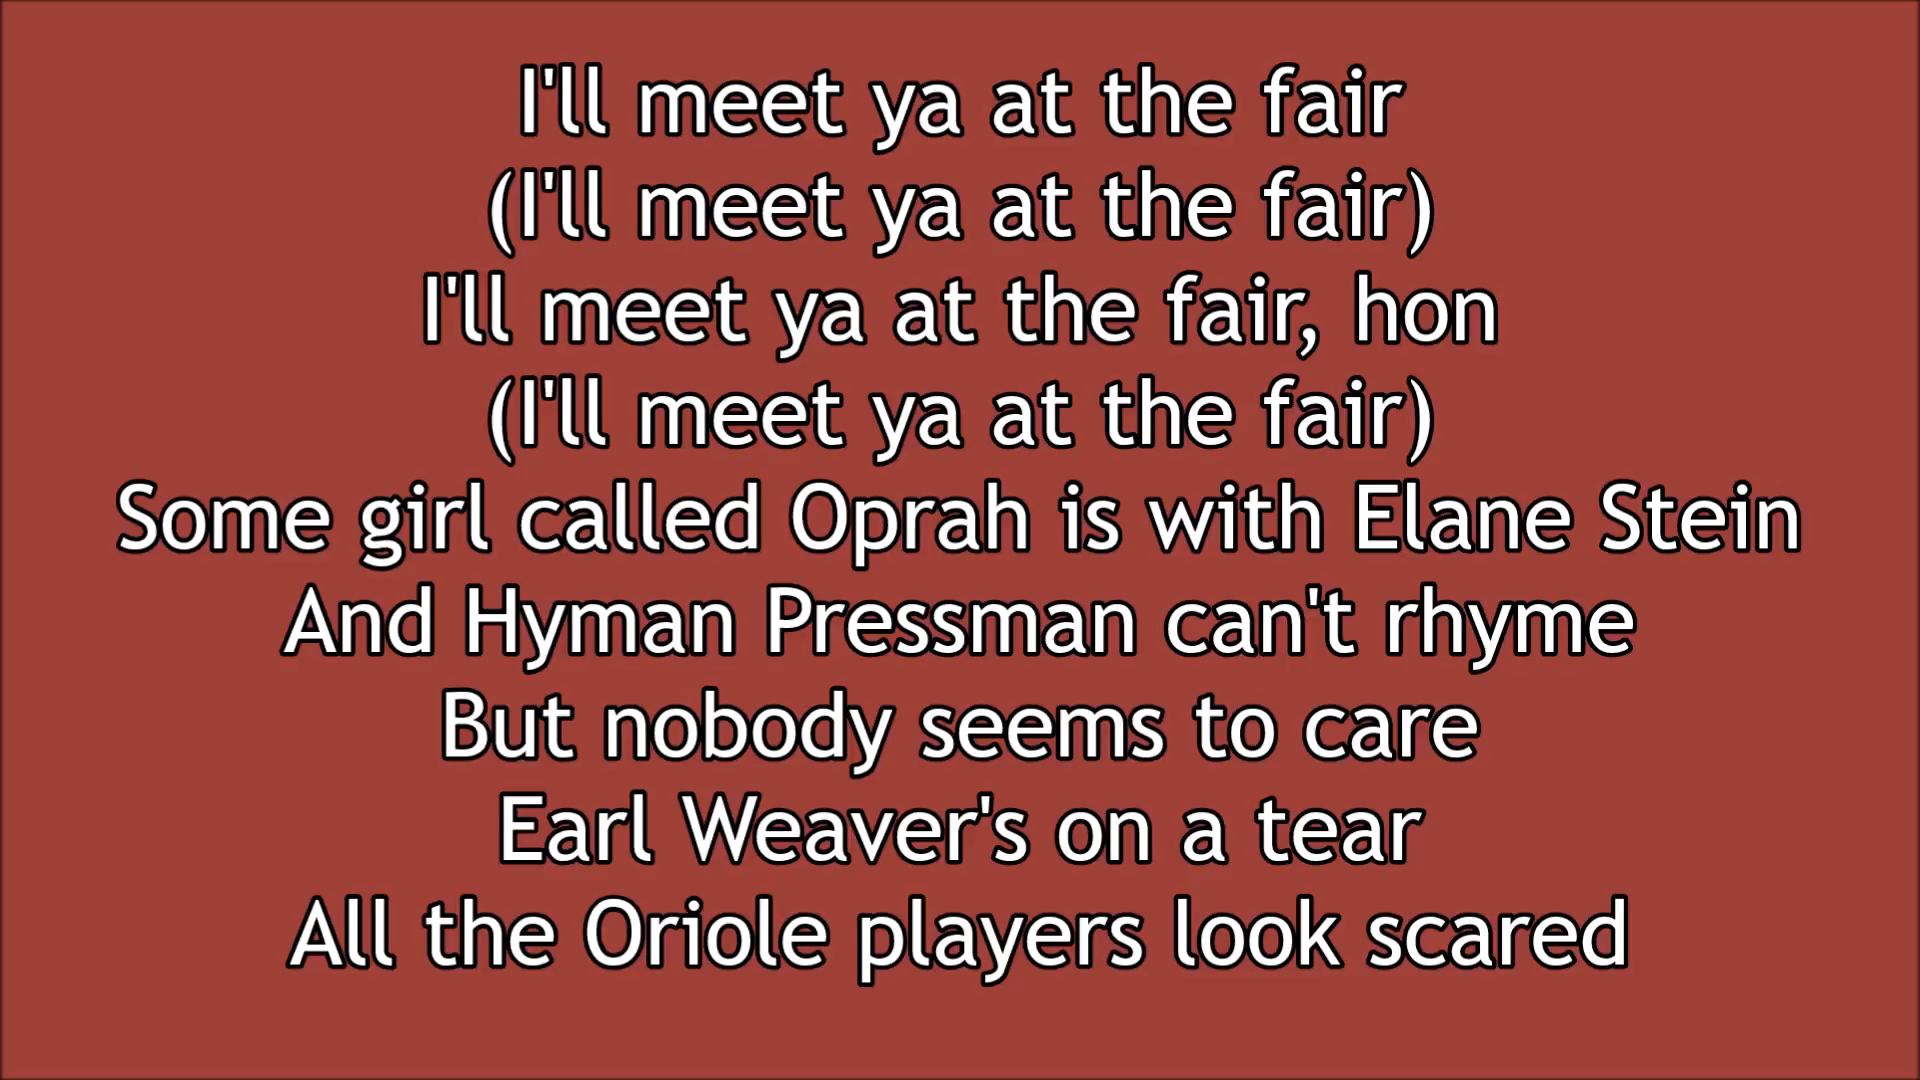 I'll meet ya at the fair
(I'll meet ya at the fair)
I'll meet ya at the fair, hon
(I'll meet ya at the fair)
Some girl called Oprah is with Elane Stein
And Hyman Pressman can't rhyme
But nobody seems to care
Earl Weaver's on a tear
All the Oriole players look scared